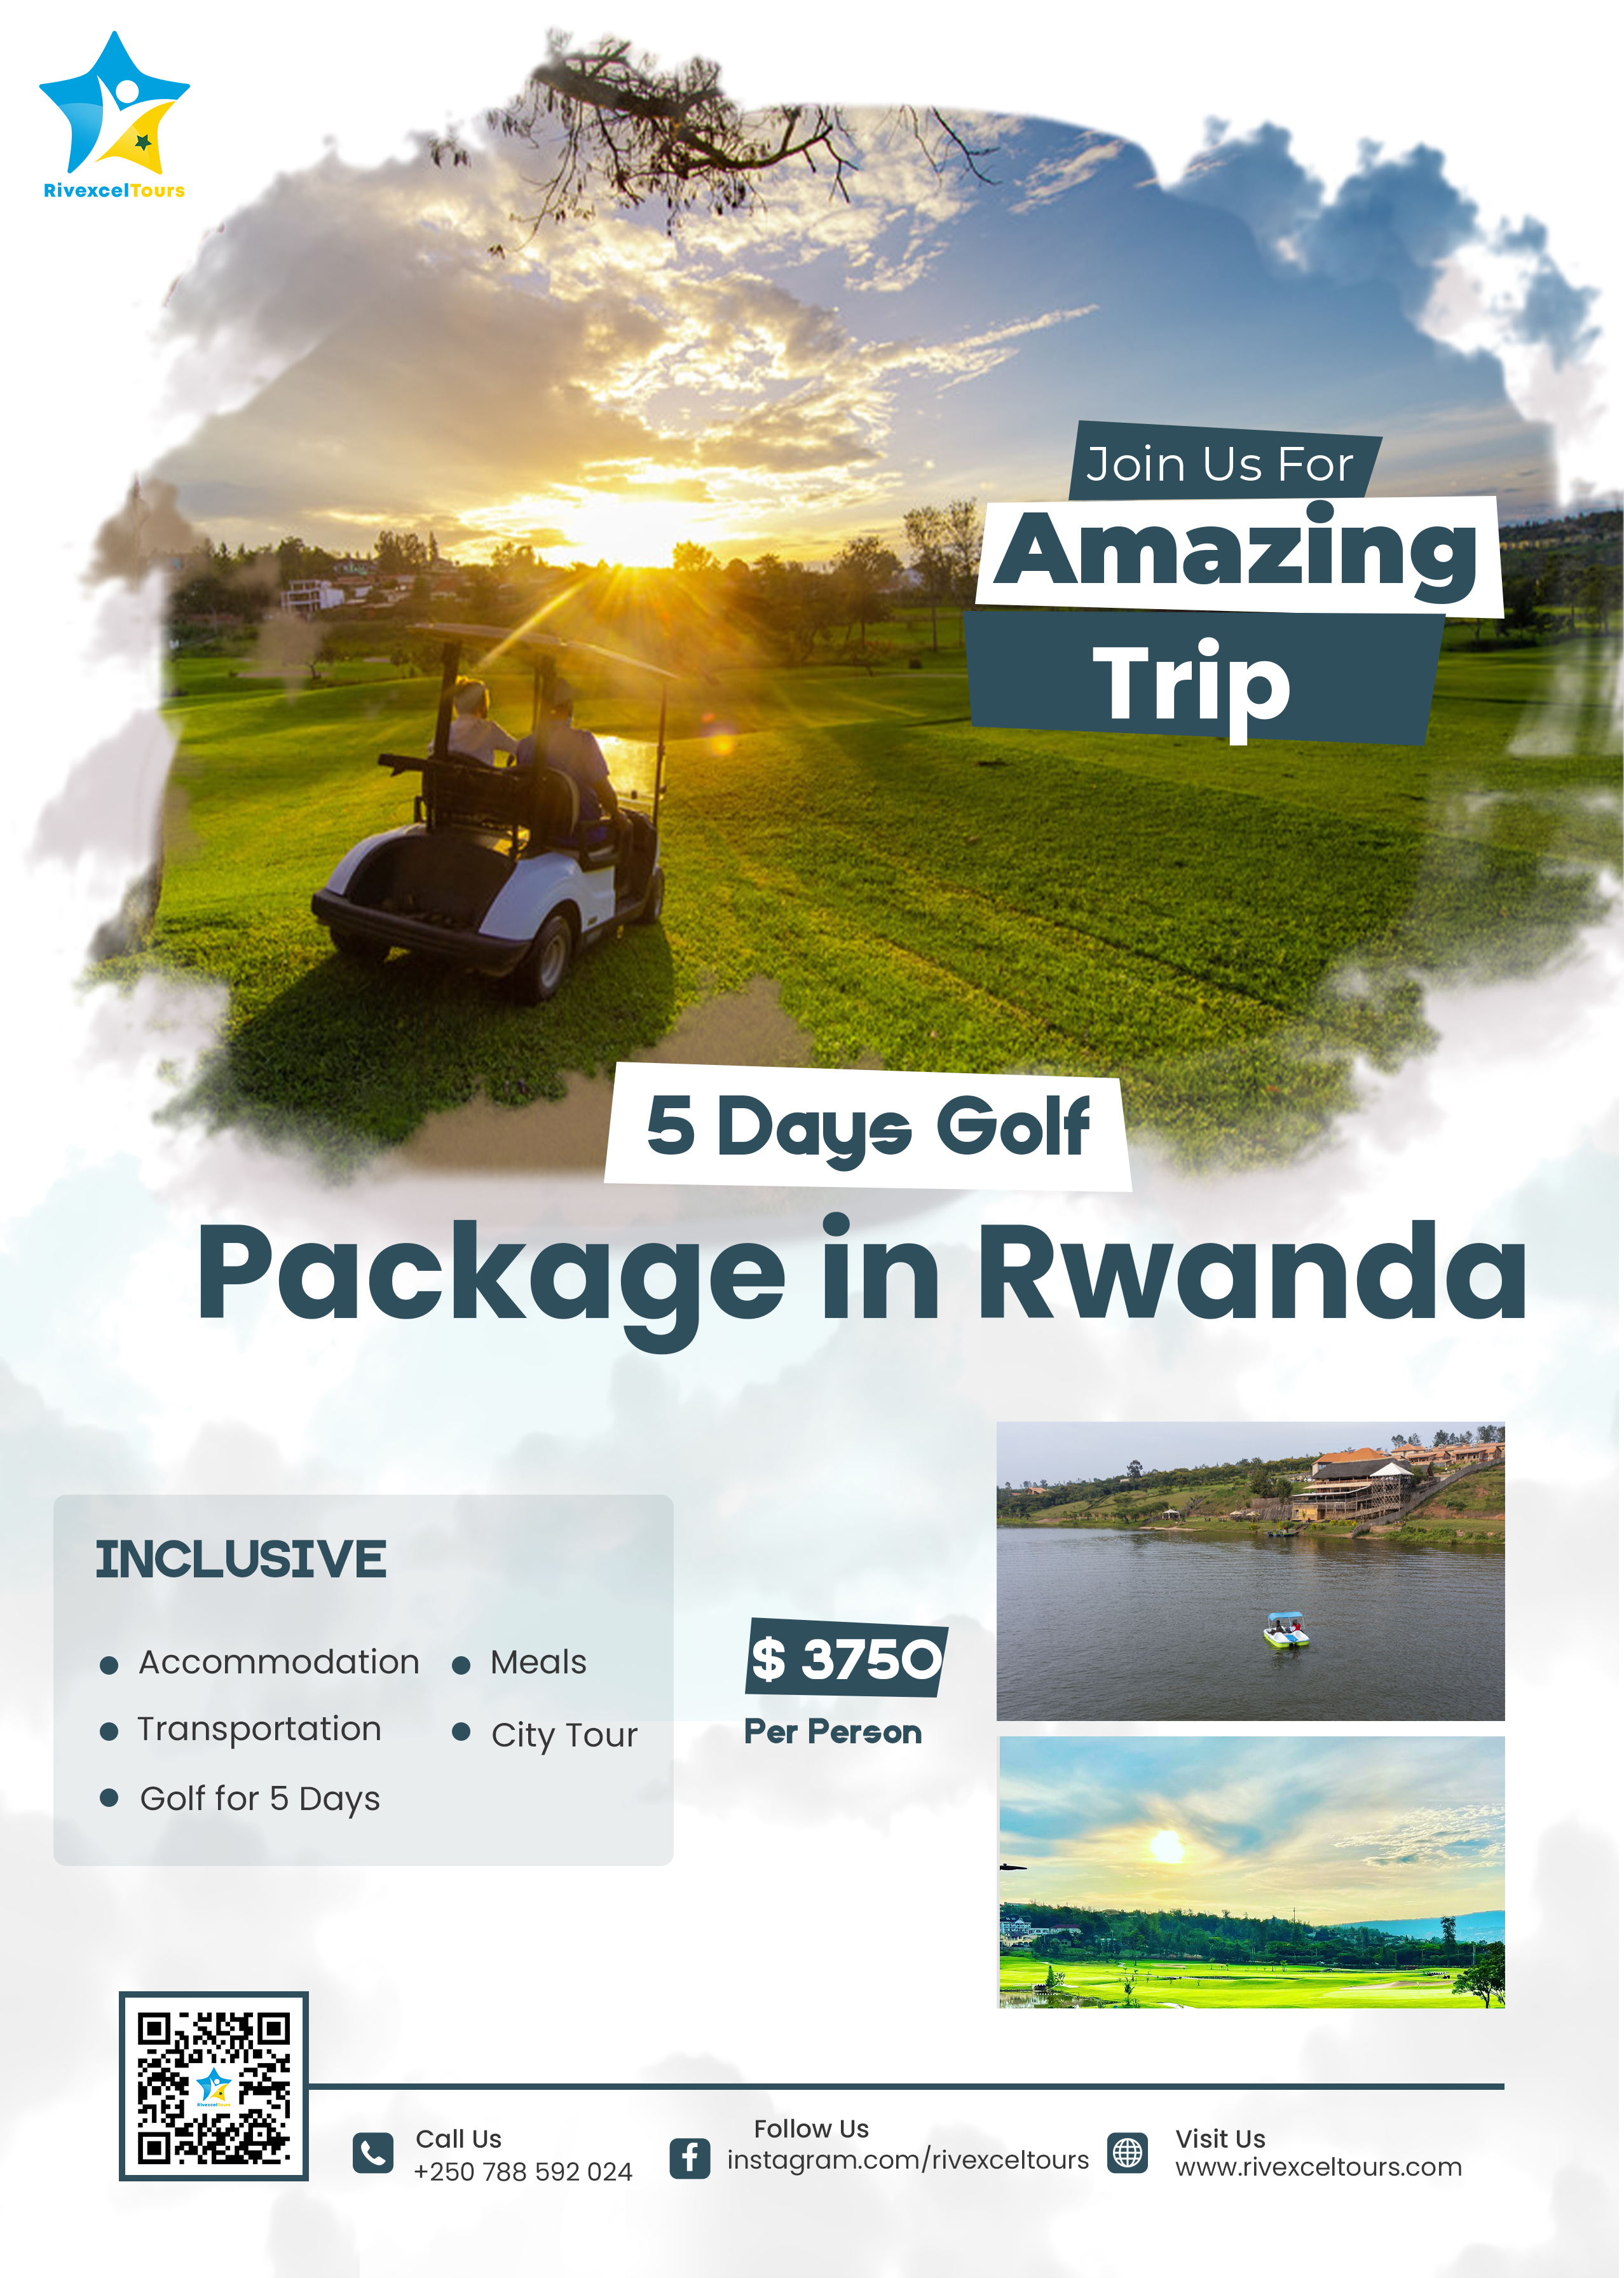 RivexcelTours
Join Us For
Amazing
Trip
5 Days Golf
Package in Rwanda
INCLUSIVE
Accommodation
Meals
Transportation
City Tour
Golf for 5 Days
$ 3750
Per Person
RivexcelTours
Call Us
+250 788 592 024
Follow Us
instagram.com/rivexceltours
Visit Us
www.rivexceltours.com